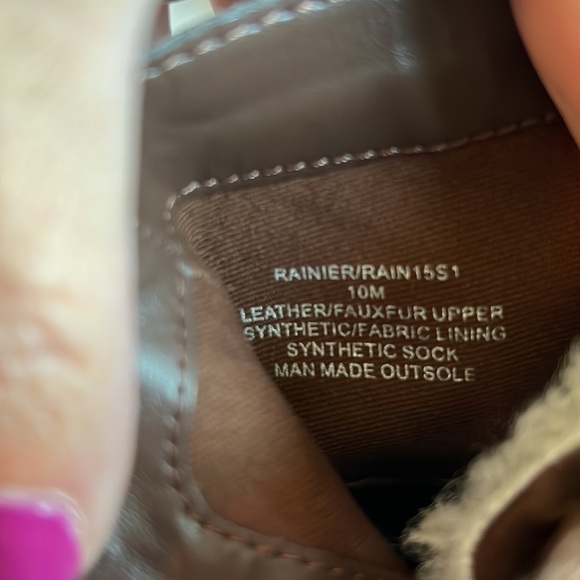 RAINIER/RAIN15S1
10M
LEATHER/FAUXFUR UPPER
SYNTHETIC/FABRIC LINING
SYNTHETIC SOCK
MAN MADE OUTSOLE